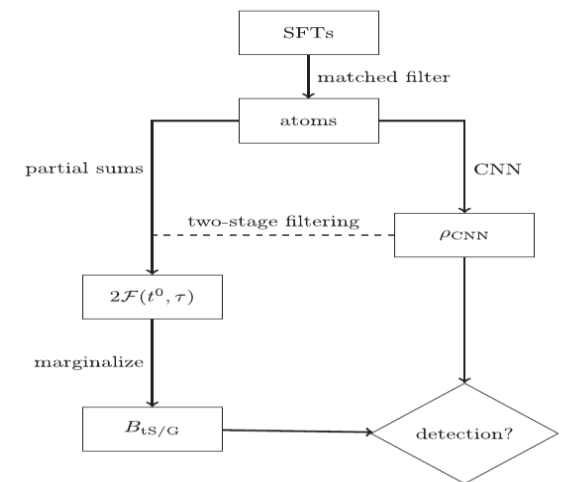 SFTs
matched filter
atoms
partial sums
CNN
two-stage filtering
ρCNN
2ℱ(t⁰, τ)
marginalize
BtS/G
detection?